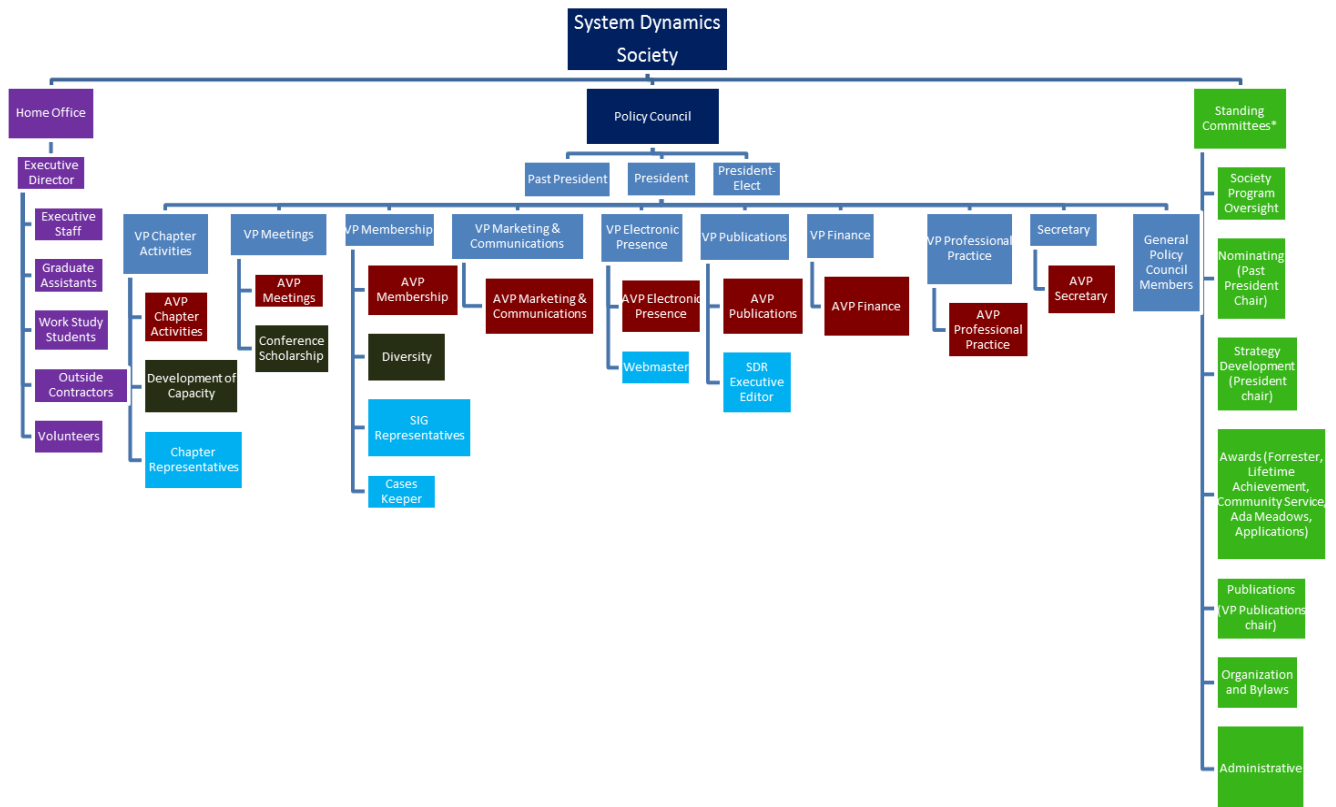 System Dynamics
Society
Home Office
Policy Council
Standing
Committees*
Executive
Director
Past President
President
President-
Elect
Executive
Staff
Graduate
Assistants
Work Study
Students
Outside
Contractors
Volunteers
VP Chapter
Activities
AVP
Chapter
Activities
Development of
Capacity
Chapter
Representatives
VP Meetings
AVP
Meetings
Conference
Scholarship
VP Membership
AVP
Membership
Diversity
SIG
Representatives
Cases
Keeper
VP Marketing &
Communications
AVP Marketing &
Communications
VP Electronic
Presence
AVP Electronic
Presence
Webmaster
VP Publications
AVP
Publications
SDR
Executive
Editor
VP Finance
AVP Finance
VP Professional
Practice
AVP
Professional
Practice
Secretary
AVP
Secretary
General
Policy
Council
Members
Society
Program
Oversight
Nominating
(Past
President
Chair)
Strategy
Development
(President
chair)
Awards (Forrester,
Lifetime
Achievement,
Community Service,
Ada Meadows,
Applications)
Publications
(VP Publications
chair)
Organization
and Bylaws
Administrative